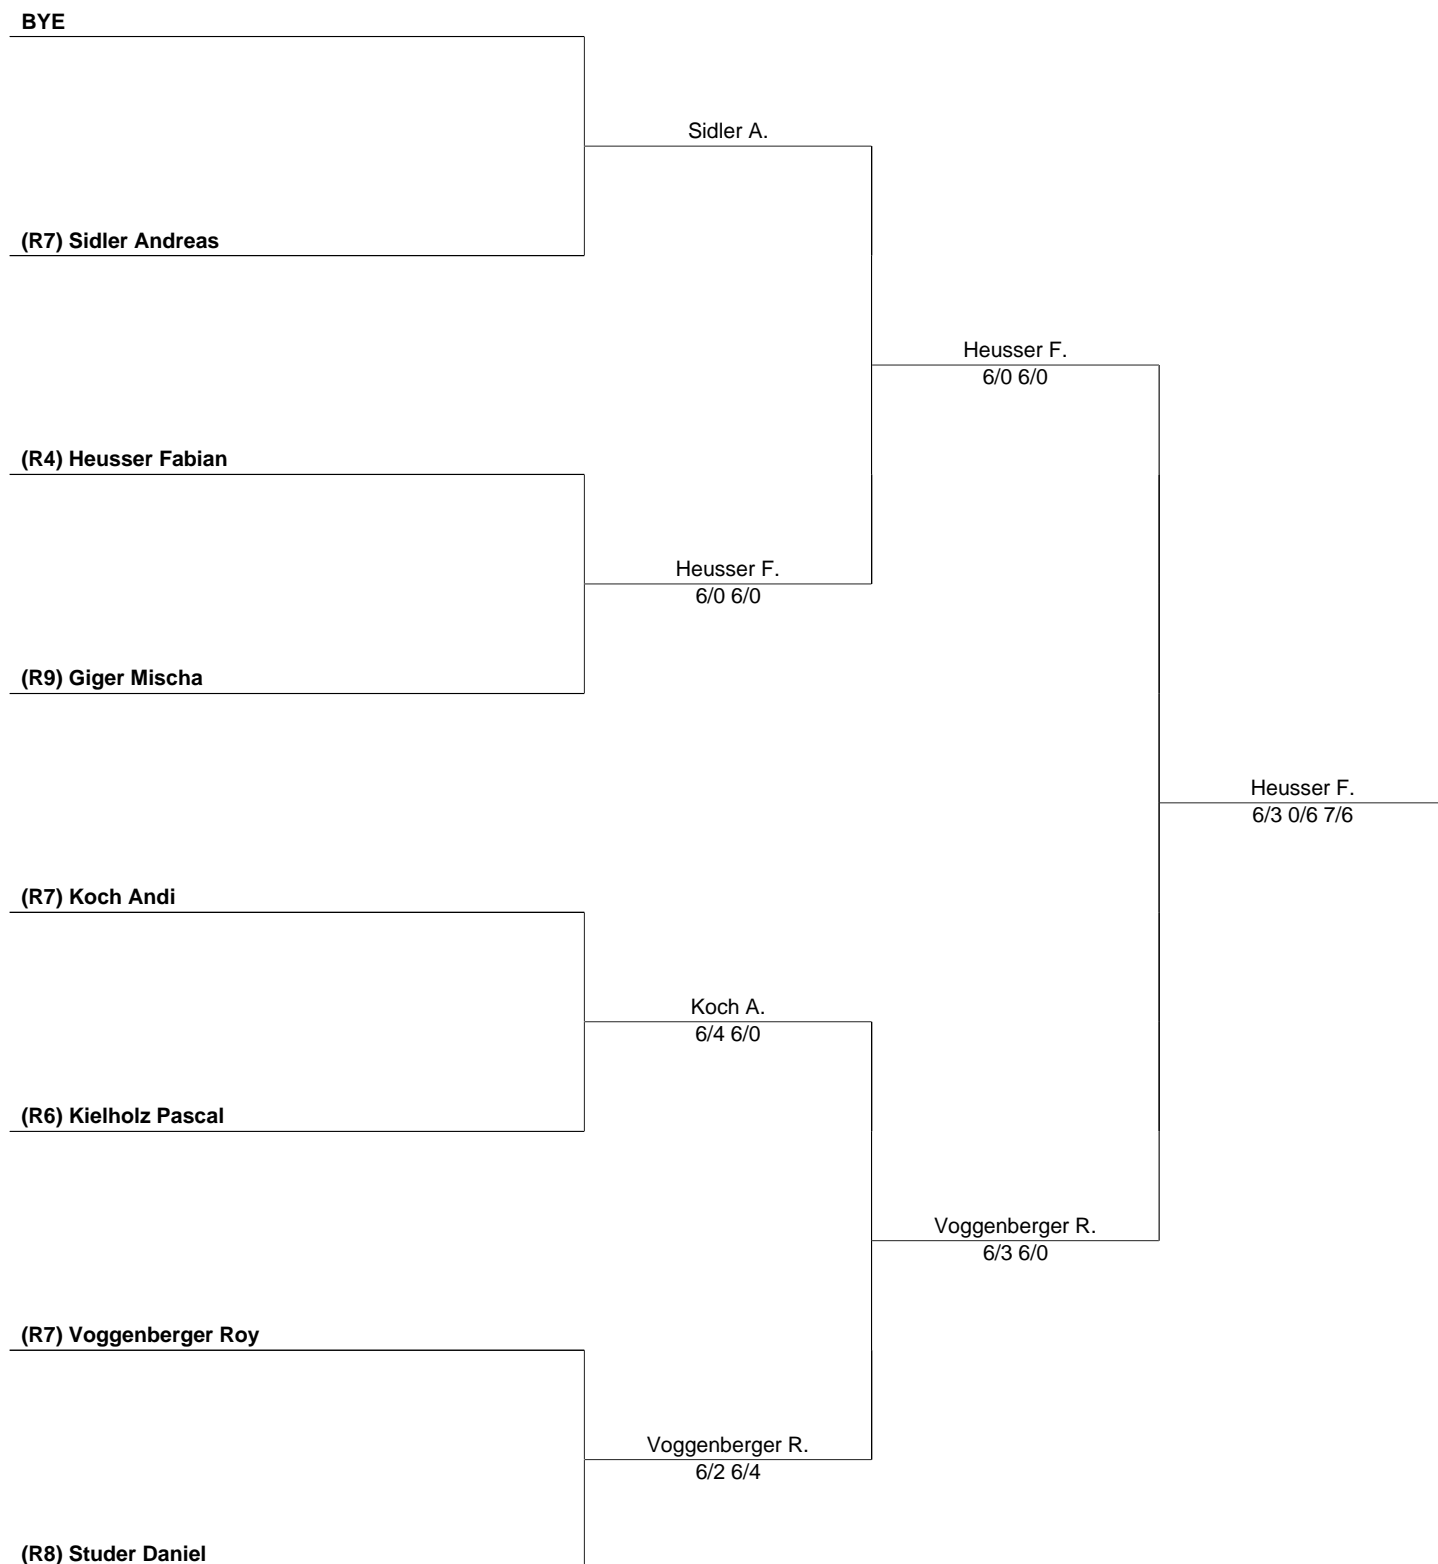 BYE
Sidler A.
(R7) Sidler Andreas
Heusser F.
6/0 6/0
(R4) Heusser Fabian
Heusser F.
6/0 6/0
(R9) Giger Mischa
Heusser F.
6/3 0/6 7/6
(R7) Koch Andi
Koch A.
6/4 6/0
(R6) Kielholz Pascal
Voggenberger R.
6/3 6/0
(R7) Voggenberger Roy
Voggenberger R.
6/2 6/4
(R8) Studer Daniel